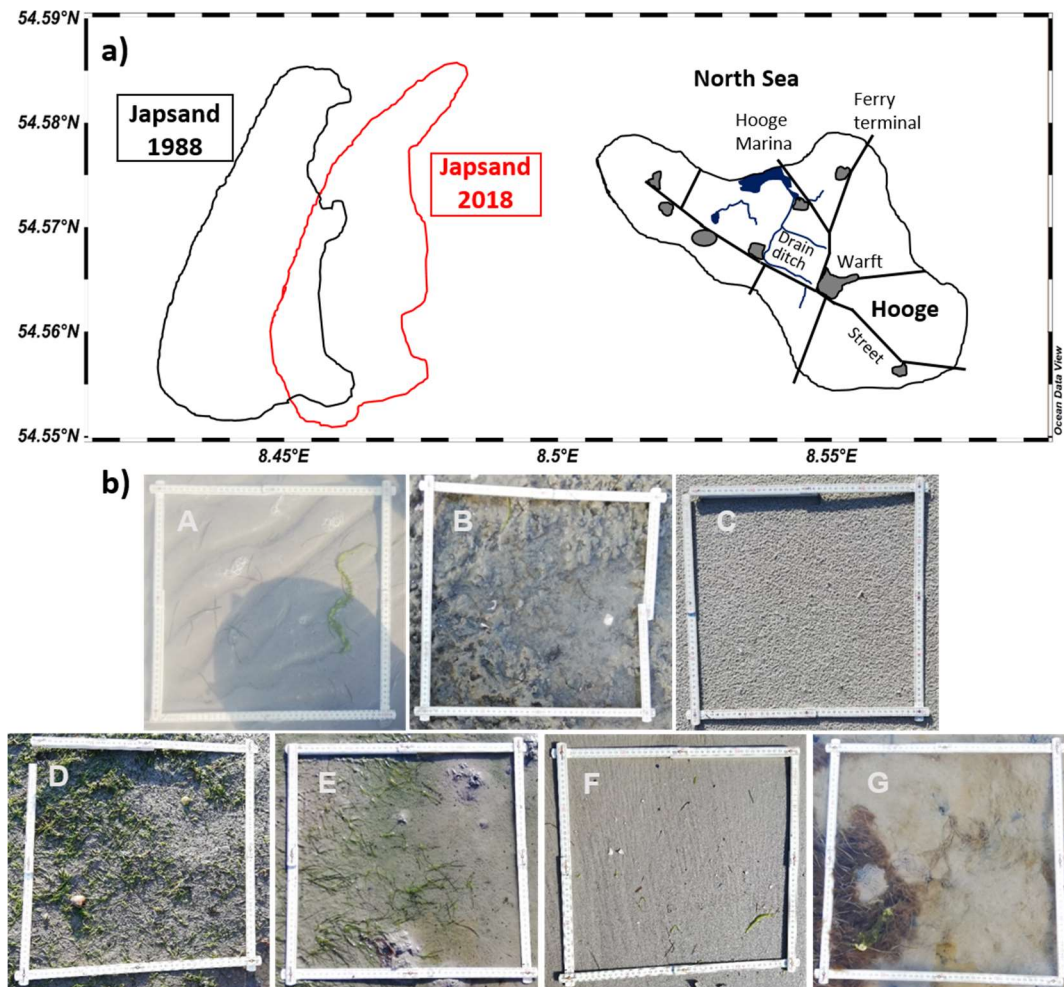 a)
54.59°N
54.58°N
54.57°N
54.56°N
54.55°N
8.45°E
8.5°E
8.55°E
Japsand
1988
Japsand
2018
North Sea
Hooge
Marina
Ferry
terminal
Drain
ditch
Warft
Hooge
Street
Ocean Data View
b)
A
B
C
D
E
F
G